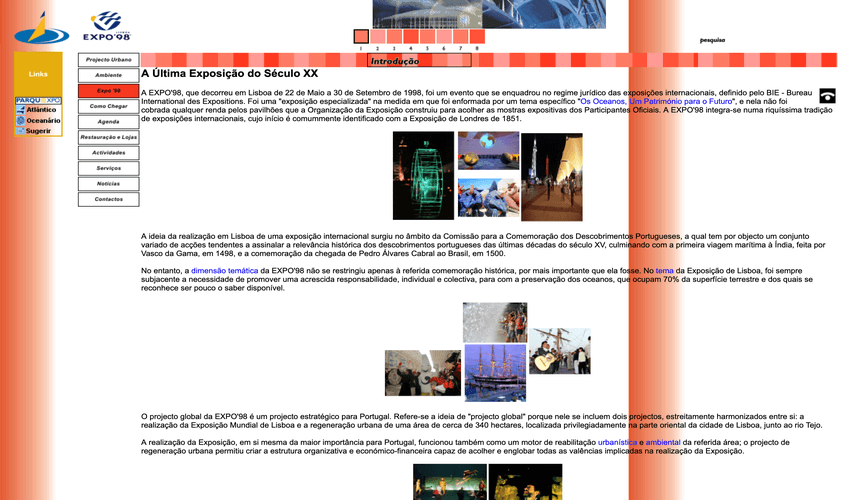 LISBOA
EXPO'98
1 2 3 4 5 6 7 8
pesquisa
Introdução
Links
PARQU XPO
Atlântico
Oceanário
Sugerir
Projecto Urbano
Ambiente
Expo '98
Como Chegar
Agenda
Restauração e Lojas
Actividades
Serviços
Notícias
Contactos
A Última Exposição do Século XX
A EXPO'98, que decorreu em Lisboa de 22 de Maio a 30 de Setembro de 1998, foi um evento que se enquadrou no regime jurídico das exposições internacionais, definido pelo BIE - Bureau
International des Expositions. Foi uma "exposição especializada" na medida em que foi enformada por um tema específico "Os Oceanos, Um Património para o Futuro", e nela não foi
cobrada qualquer renda pelos pavilhões que a Organização da Exposição construiu para acolher as mostras expositivas dos Participantes Oficiais. A EXPO'98 integra-se numa riquíssima tradição
de exposições internacionais, cujo início é comummente identificado com a Exposição de Londres de 1851.
A ideia da realização em Lisboa de uma exposição internacional surgiu no âmbito da Comissão para a Comemoração dos Descobrimentos Portugueses, a qual tem por objecto um conjunto
variado de acções tendentes a assinalar a relevância histórica dos descobrimentos portugueses das últimas décadas do século XV, culminando com a primeira viagem marítima à Índia, feita por
Vasco da Gama, em 1498, e a comemoração da chegada de Pedro Álvares Cabral ao Brasil, em 1500.
No entanto, a dimensão temática da EXPO'98 não se restringiu apenas à referida comemoração histórica, por mais importante que ela fosse. No tema da Exposição de Lisboa, foi sempre
subjacente a necessidade de promover uma acrescida responsabilidade, individual e colectiva, para com a preservação dos oceanos, que ocupam 70% da superfície terrestre e dos quais se
reconhece ser pouco o saber disponível.
O projecto global da EXPO'98 é um projecto estratégico para Portugal. Refere-se a ideia de "projecto global" porque nele se incluem dois projectos, estreitamente harmonizados entre si: a
realização da Exposição Mundial de Lisboa e a regeneração urbana de uma área de cerca de 340 hectares, localizada privilegiadamente na parte oriental da cidade de Lisboa, junto ao rio Tejo.
A realização da Exposição, em si mesma da maior importância para Portugal, funcionou também como um motor de reabilitação urbanística e ambiental da referida área; o projecto de
regeneração urbana permitiu criar a estrutura organizativa e económico-financeira capaz de acolher e englobar todas as valências implicadas na realização da Exposição.